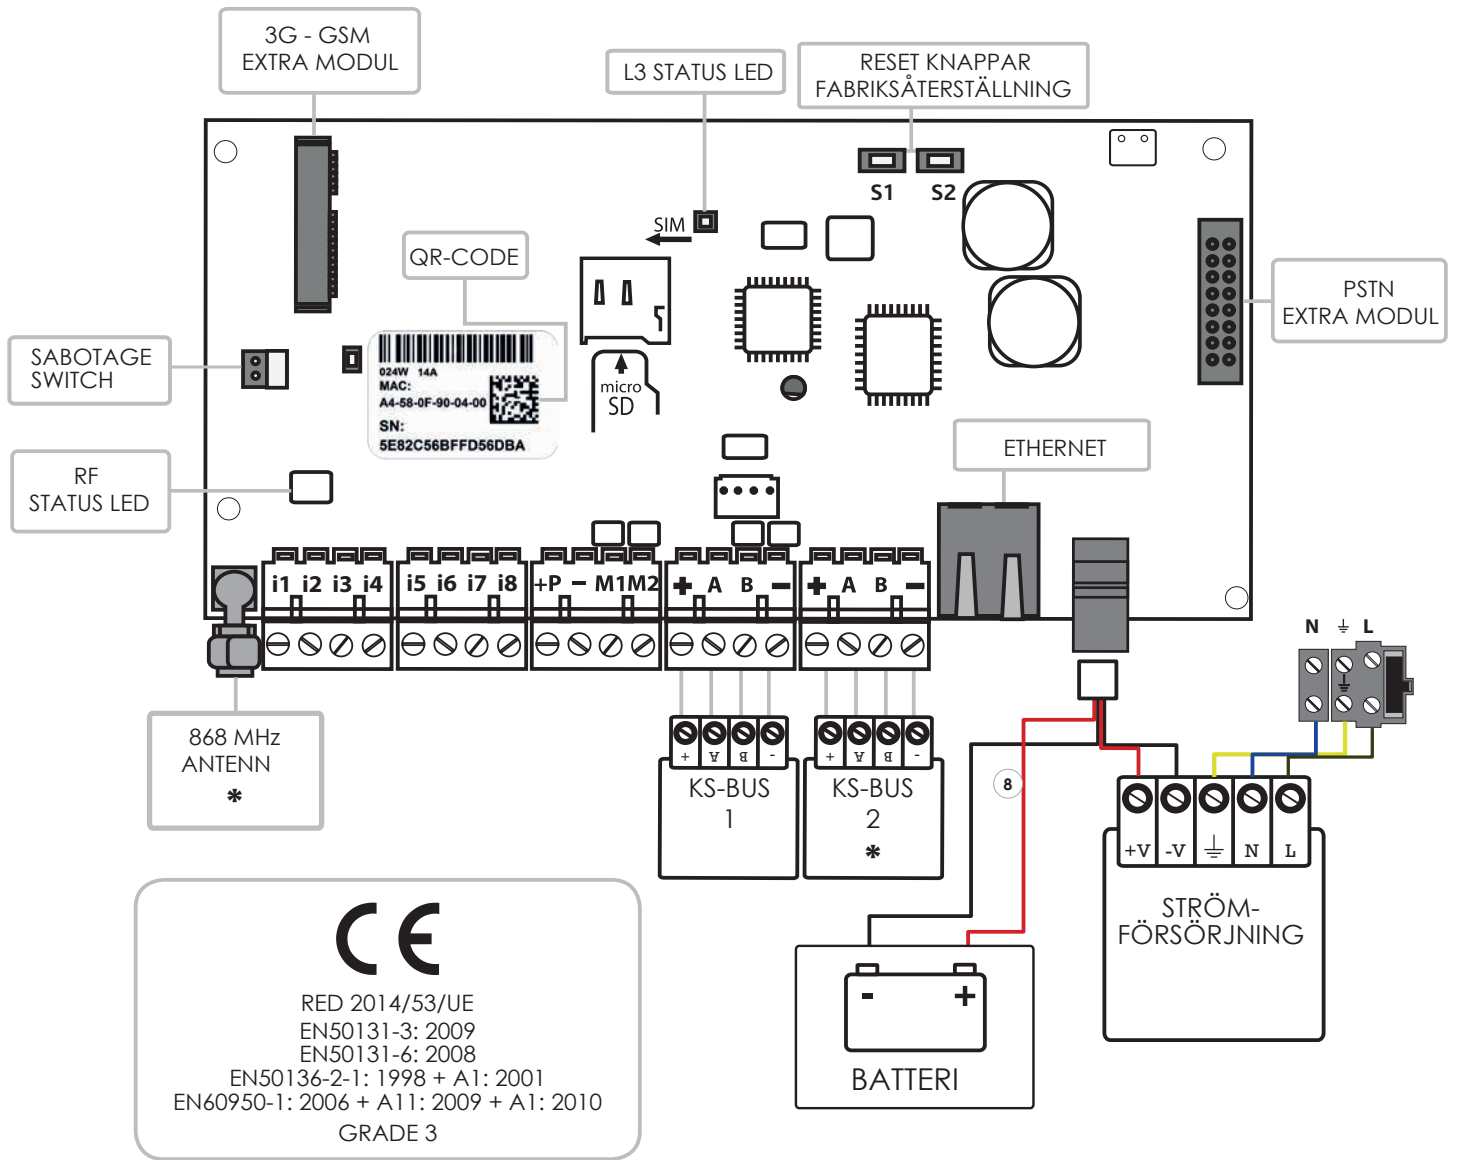 3G - GSM
EXTRA MODUL
L3 STATUS LED
RESET KNAPPAR
FABRIKSÅTERSTÄLLNING
S1 S2
SIM
QR-CODE
PSTN
EXTRA MODUL
SABOTAGE
SWITCH
024W 14A
MAC:
A4-58-0F-90-04-00
SN:
5E82C56BFFD56DBA
micro
SD
RF
STATUS LED
ETHERNET
i1 i2 i3 i4
i5 i6 i7 i8
+P - M1 M2
+ A B -
+ A B -
N ⏚ L
868 MHz
ANTENN
*
+ A B -
KS-BUS
1
+ A B -
KS-BUS
2
*
8
+V -V ⏚ N L
STRÖM-
FÖRSÖRJNING
- +
BATTERI
CE
RED 2014/53/UE
EN50131-3: 2009
EN50131-6: 2008
EN50136-2-1: 1998 + A1: 2001
EN60950-1: 2006 + A11: 2009 + A1: 2010
GRADE 3